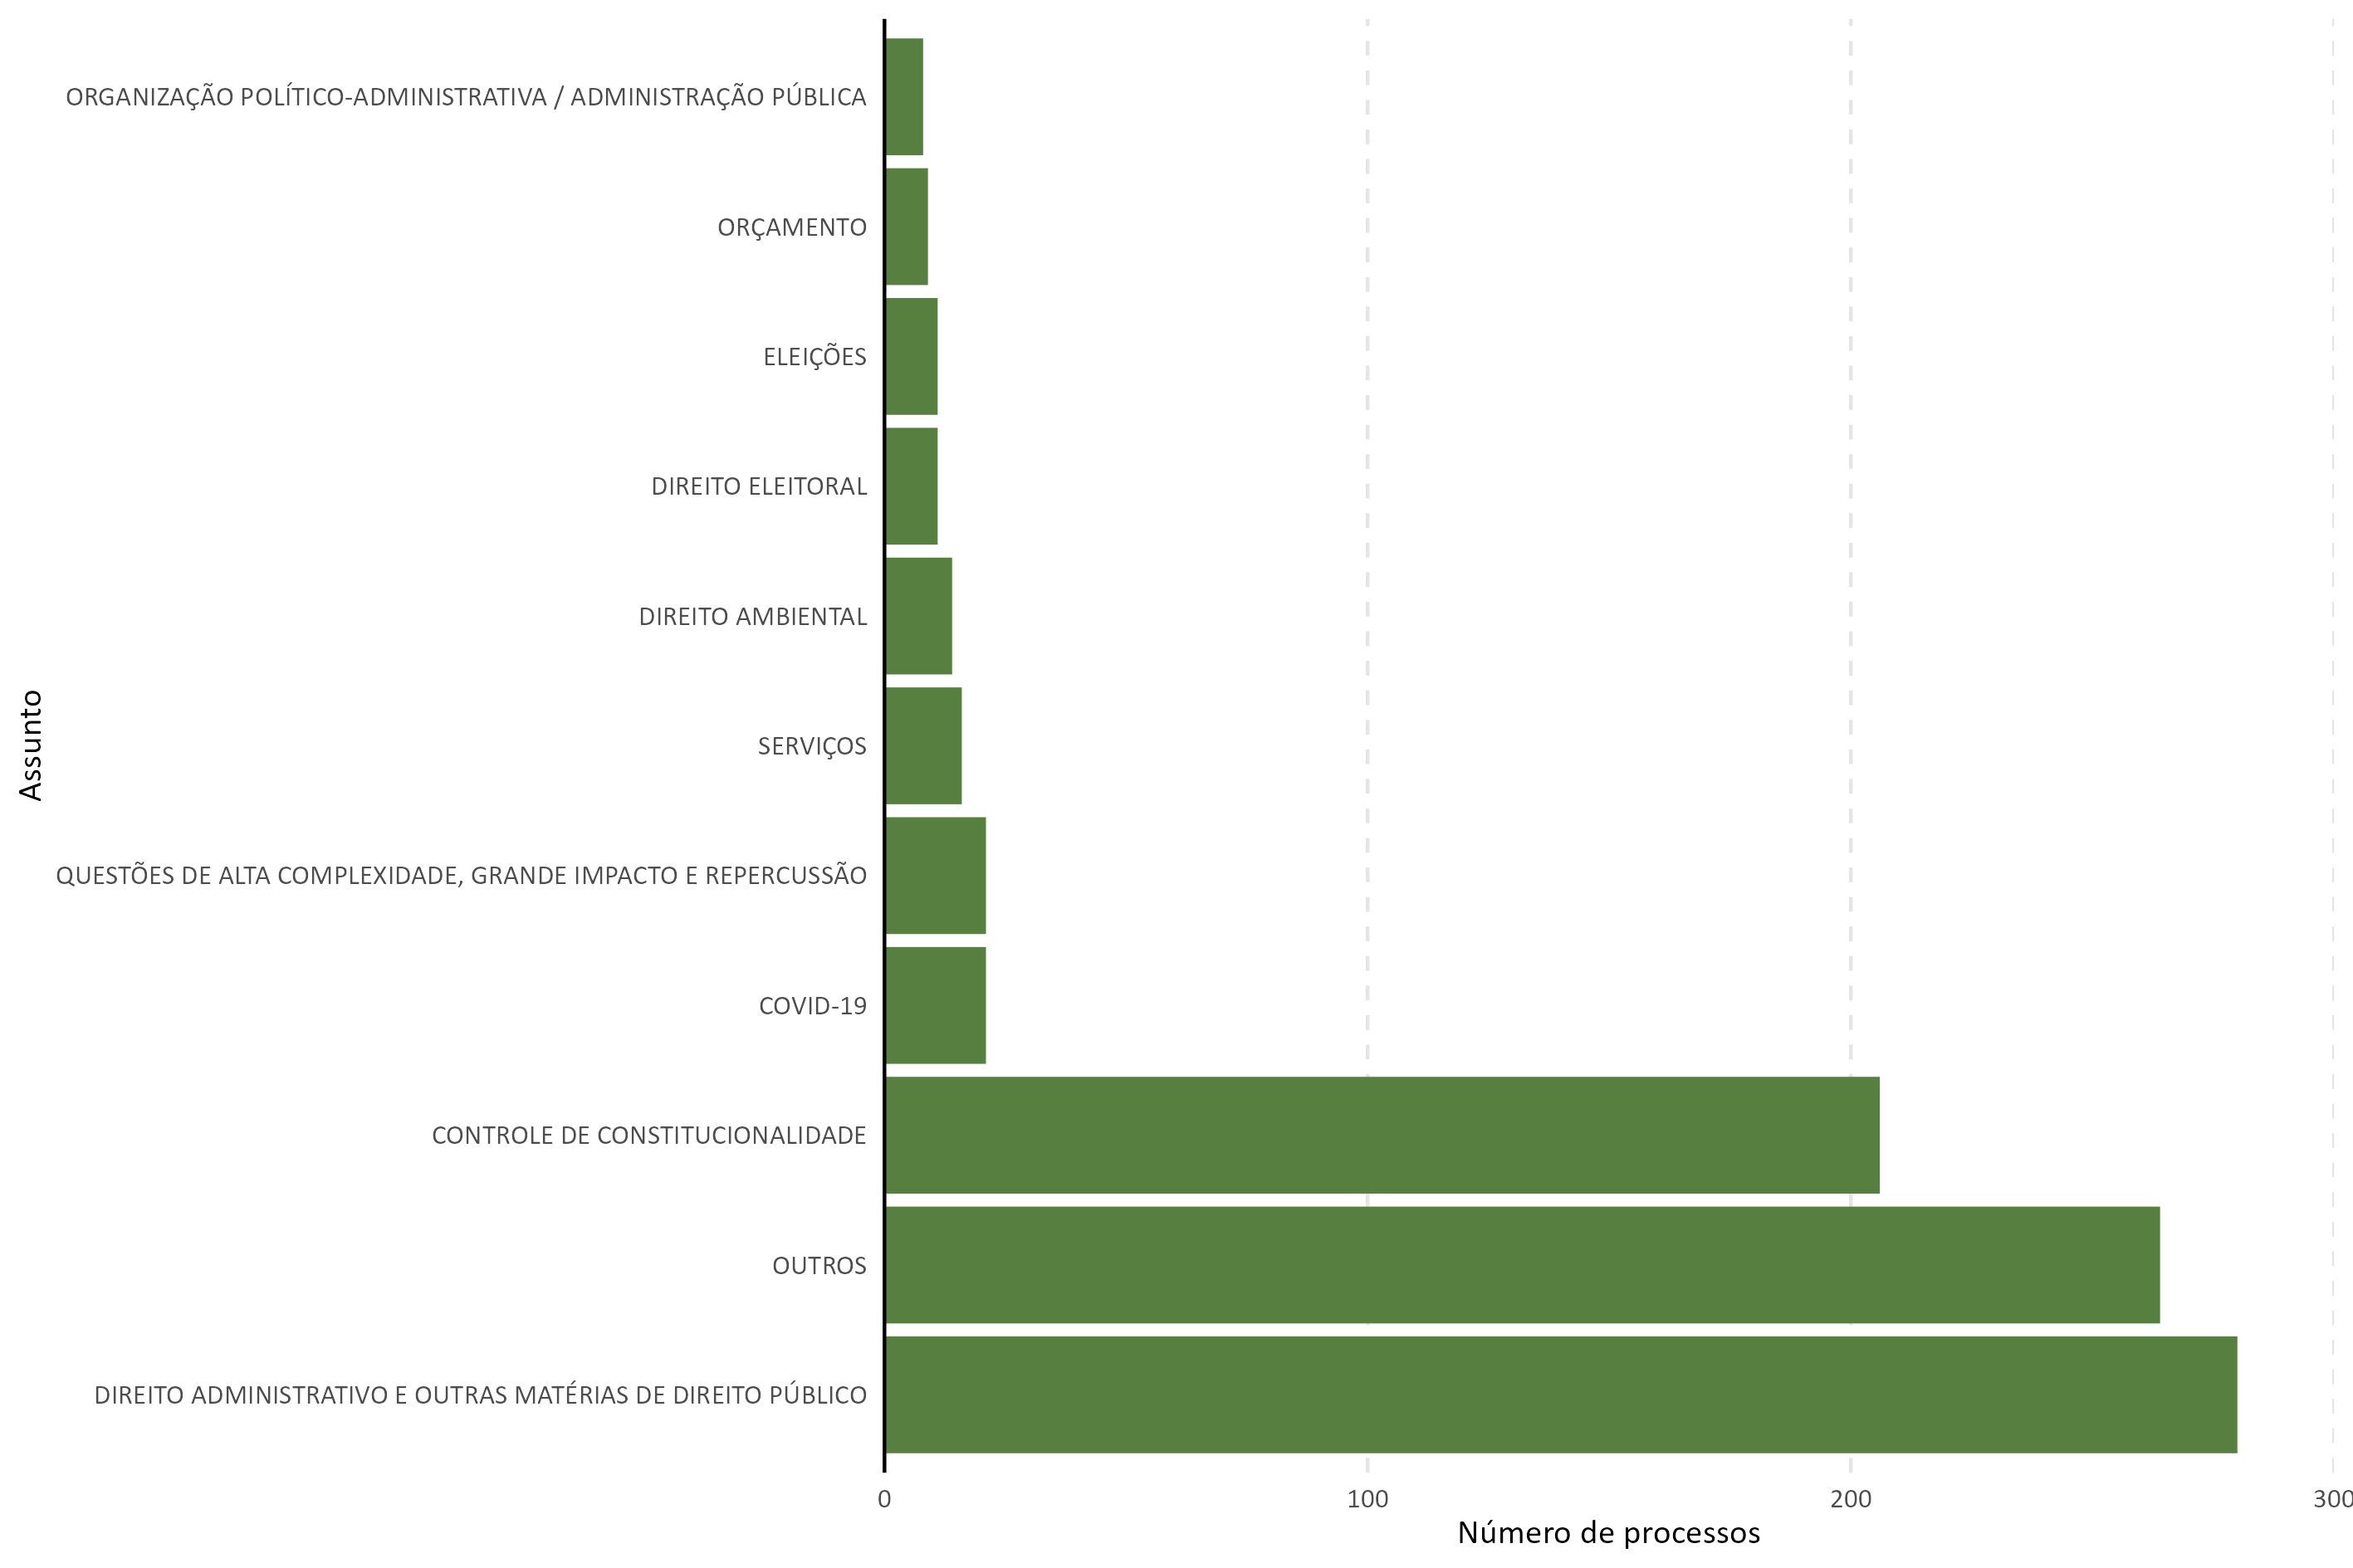 ORGANIZAÇÃO POLÍTICO-ADMINISTRATIVA / ADMINISTRAÇÃO PÚBLICA
ORÇAMENTO
ELEIÇÕES
DIREITO ELEITORAL
DIREITO AMBIENTAL
SERVIÇOS
QUESTÕES DE ALTA COMPLEXIDADE, GRANDE IMPACTO E REPERCUSSÃO
COVID-19
CONTROLE DE CONSTITUCIONALIDADE
OUTROS
DIREITO ADMINISTRATIVO E OUTRAS MATÉRIAS DE DIREITO PÚBLICO
Assunto
0 100 200 300
Número de processos